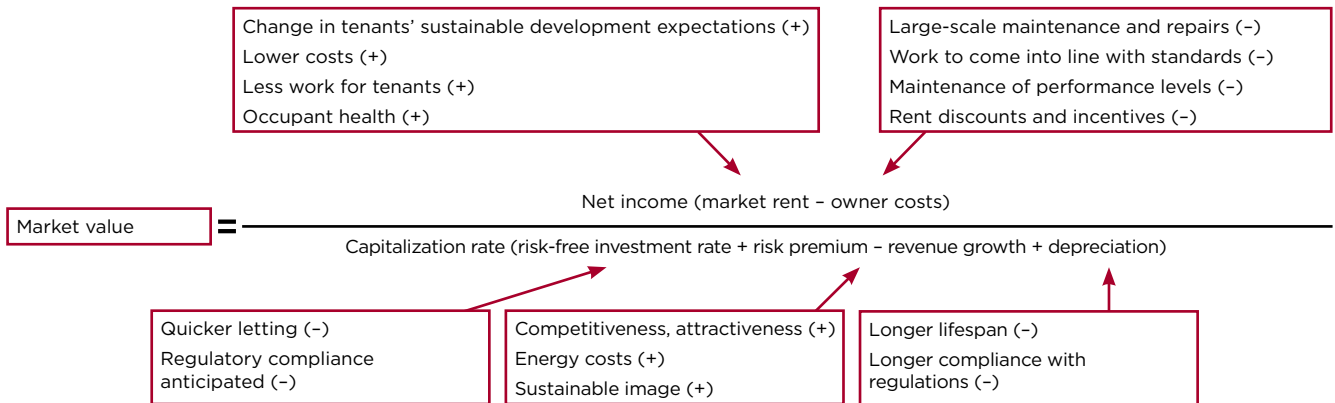 Change in tenants’ sustainable development expectations (+)
Lower costs (+)
Less work for tenants (+)
Occupant health (+)
Large-scale maintenance and repairs (–)
Work to come into line with standards (–)
Maintenance of performance levels (–)
Rent discounts and incentives (–)
Market value
=
Net income (market rent – owner costs)
Capitalization rate (risk-free investment rate + risk premium – revenue growth + depreciation)
Quicker letting (–)
Regulatory compliance
anticipated (–)
Competitiveness, attractiveness (+)
Energy costs (+)
Sustainable image (+)
Longer lifespan (–)
Longer compliance with
regulations (–)